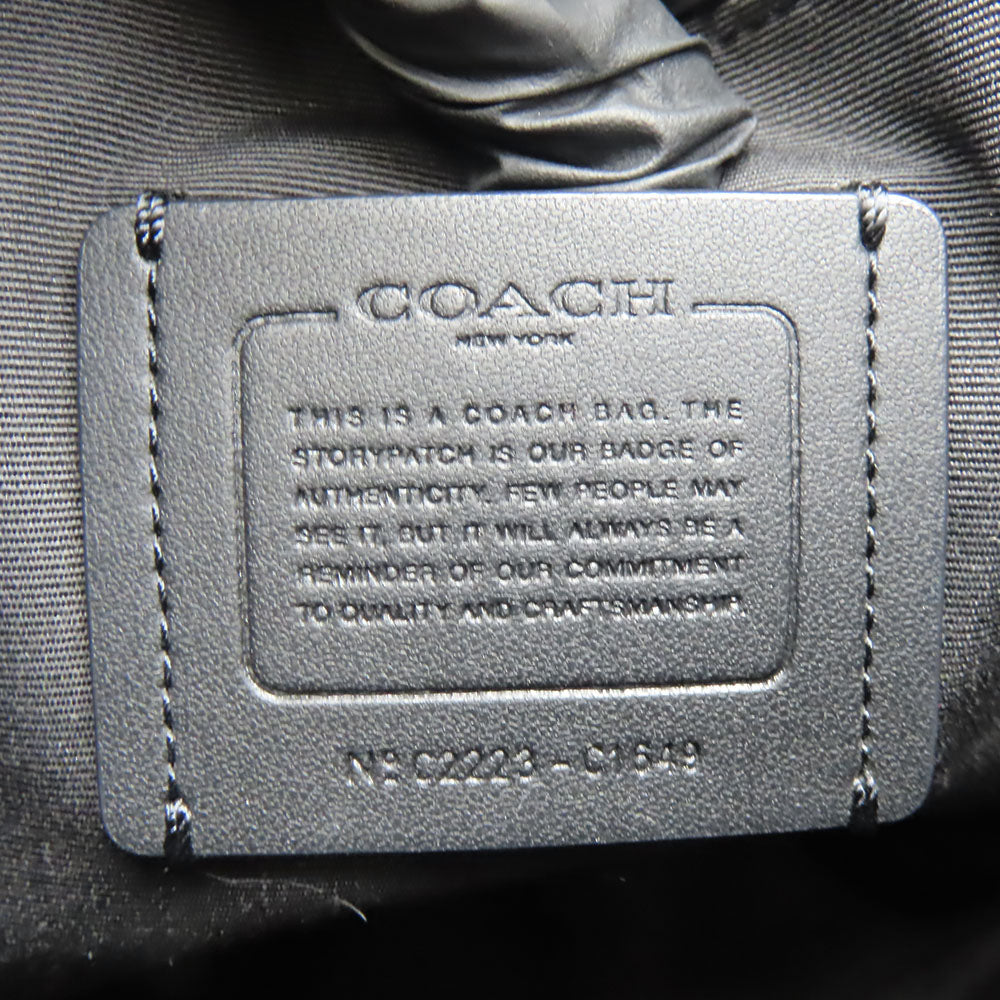 COACH
NEW YORK
THIS IS A COACH BAG. THE
STORYPATCH IS OUR BADGE OF
AUTHENTICITY. FEW PEOPLE MAY
SEE IT, BUT IT WILL ALWAYS BE A
REMINDER OF OUR COMMITMENT
TO QUALITY AND CRAFTSMANSHIP.
Nº C2223-C1649